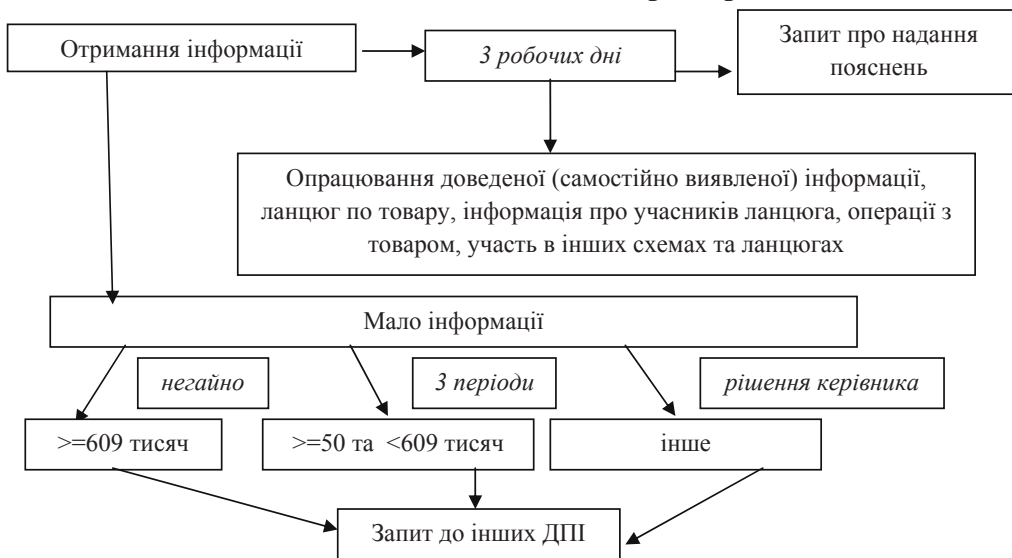 Отримання інформації
3 робочих дні
Запит про надання
пояснень
Опрацювання доведеної (самостійно виявленої) інформації,
ланцюг по товару, інформація про учасників ланцюга, операції з
товаром, участь в інших схемах та ланцюгах
Мало інформації
негайно
3 періоди
рішення керівника
>=609 тисяч
>=50 та <609 тисяч
інше
Запит до інших ДПІ